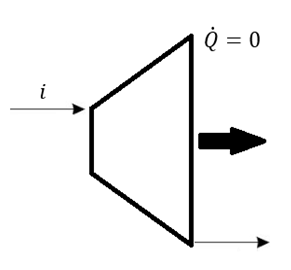 Q̇ = 0
i